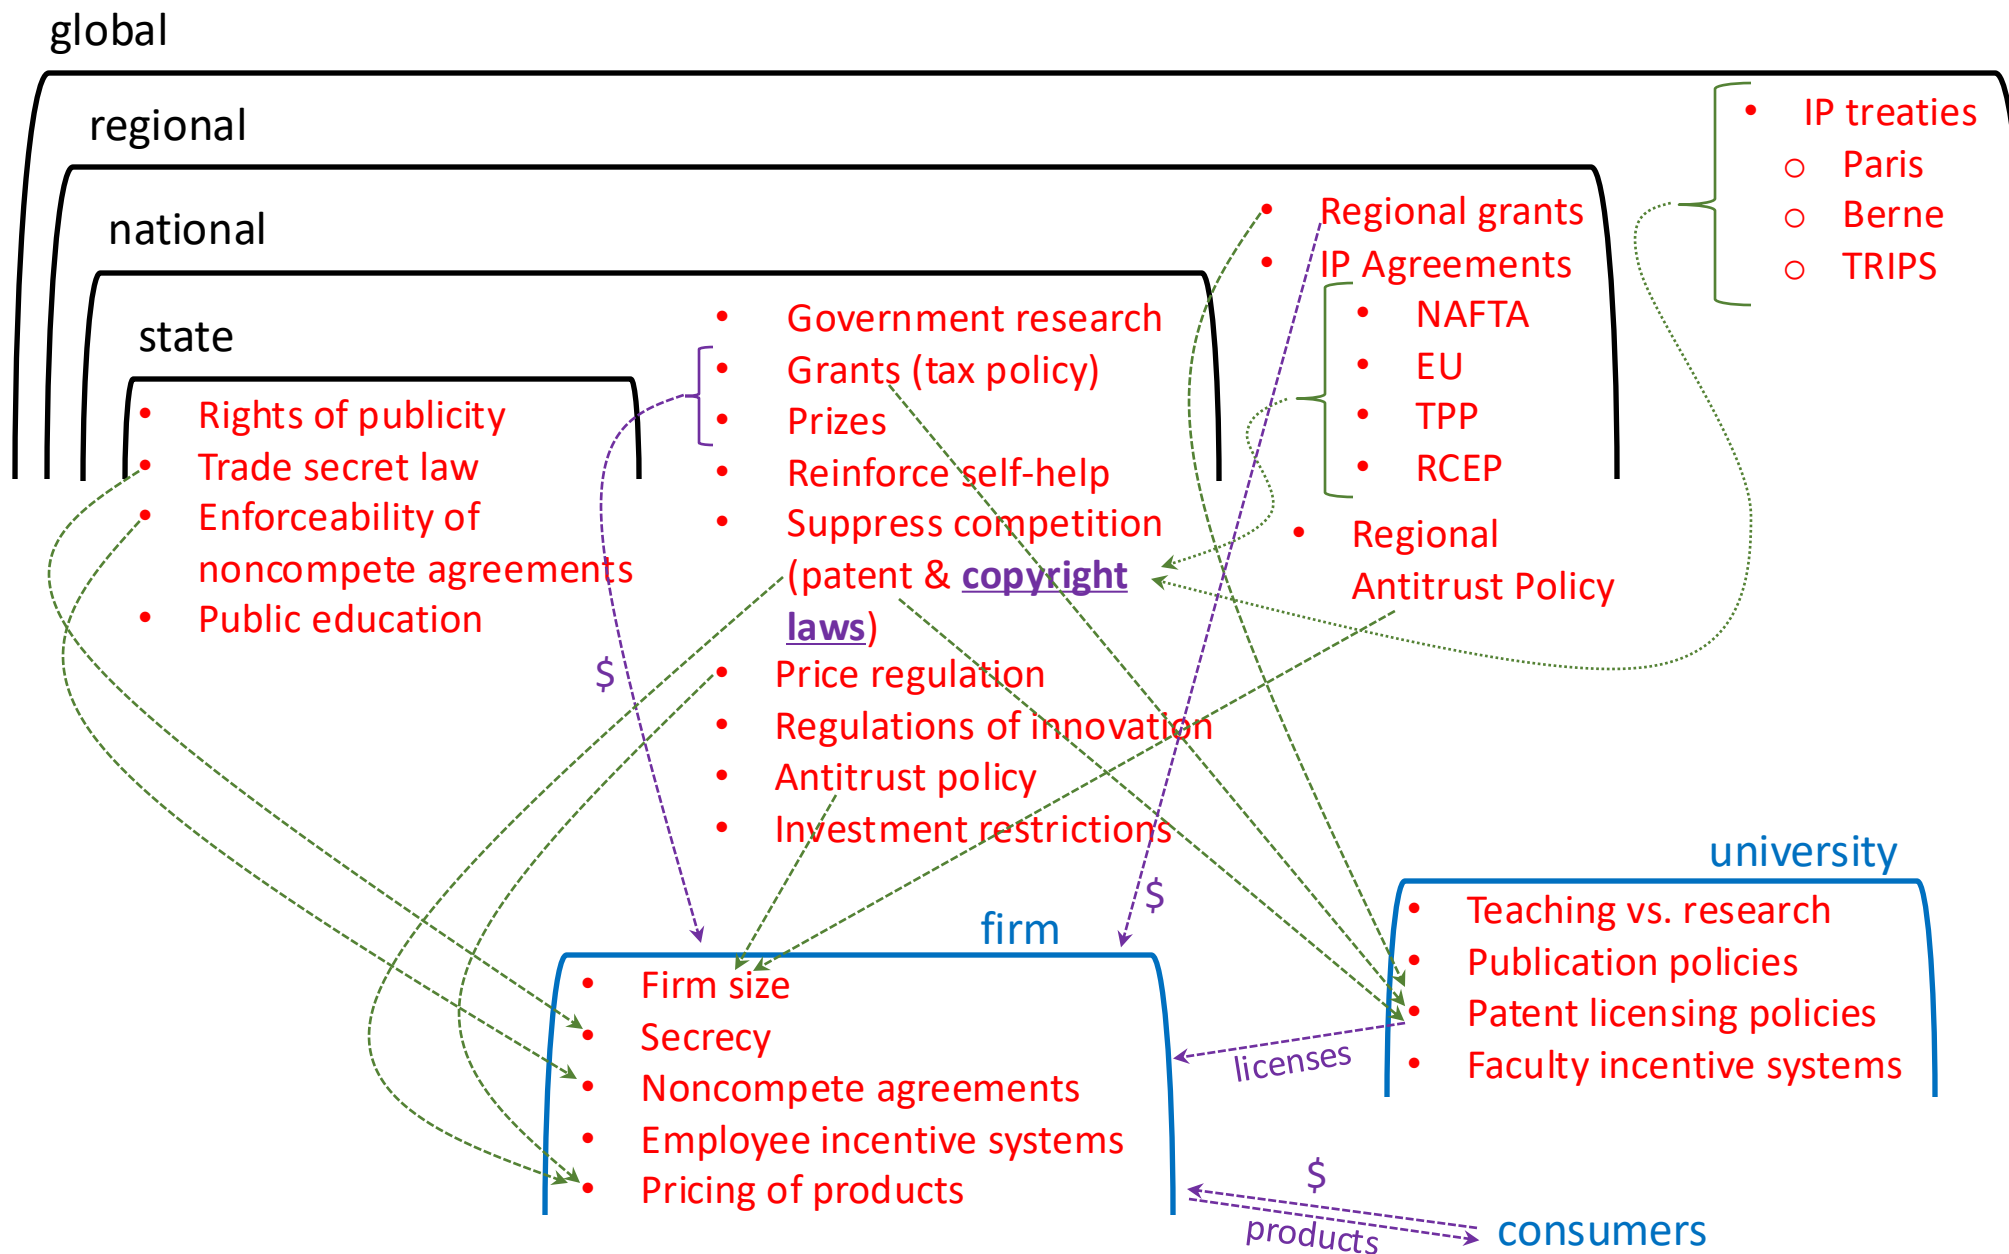 global
regional
national
state
• Rights of publicity
• Trade secret law
• Enforceability of
noncompete agreements
• Public education
• Government research
• Grants (tax policy)
• Prizes
• Reinforce self-help
• Suppress competition
(patent & copyright
laws)
• Price regulation
• Regulations of innovation
• Antitrust policy
• Investment restrictions
• Regional grants
• IP Agreements
• NAFTA
• EU
• TPP
• RCEP
• Regional
Antitrust Policy
• IP treaties
○ Paris
○ Berne
○ TRIPS
$
$
firm
• Firm size
• Secrecy
• Noncompete agreements
• Employee incentive systems
• Pricing of products
university
• Teaching vs. research
• Publication policies
• Patent licensing policies
• Faculty incentive systems
licenses
$
products
consumers